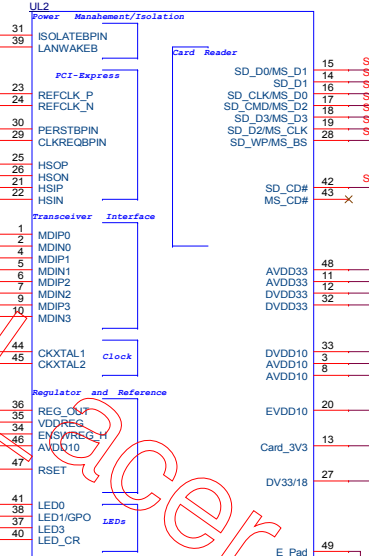 UL2
Power Manahement/Isolation
31 ISOLATEBPIN
39 LANWAKEB
PCI-Express
23 REFCLK_P
24 REFCLK_N
30 PERSTBPIN
29 CLKREQBPIN
25 HSOP
26 HSON
21 HSIP
22 HSIN
Transceiver Interface
1 MDIP0
2 MDIN0
4 MDIP1
5 MDIN1
6 MDIP2
7 MDIN2
9 MDIP3
10 MDIN3
44 CKXTAL1
45 CKXTAL2
Clock
Regulator and Reference
36 REG_OUT
35 VDDREG
34 ENSWREG_H
46 AVDD10
47 RSET
41 LED0
38 LED1/GPO
37 LED3
40 LED_CR
LEDs
Card Reader
SD_D0/MS_D1 15
SD_D1 14
SD_CLK/MS_D0 16
SD_CMD/MS_D2 17
SD_D3/MS_D3 18
SD_D2/MS_CLK 19
SD_WP/MS_BS 28
SD_CD# 42
MS_CD# 43
AVDD33 48
AVDD33 11
DVDD33 12
DVDD33 32
DVDD10 33
AVDD10 3
AVDD10 8
EVDD10 20
Card_3V3 13
DV33/18 27
E_Pad 49
acer